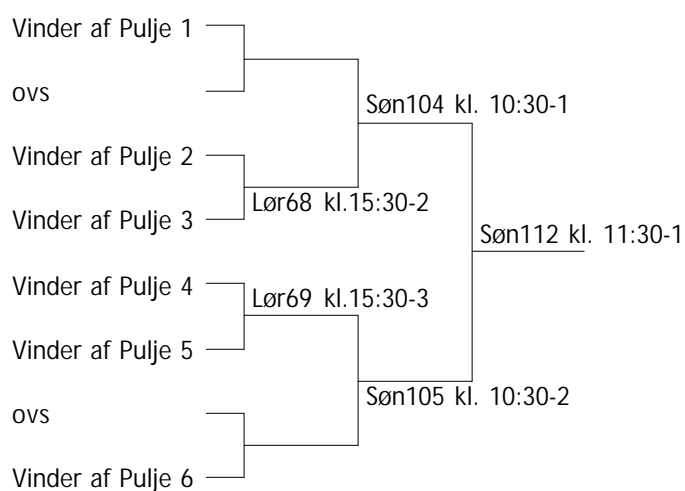 Vinder af Pulje 1
ovs
Søn104 kl. 10:30-1
Vinder af Pulje 2
Lør68 kl.15:30-2
Vinder af Pulje 3
Søn112 kl. 11:30-1
Vinder af Pulje 4
Lør69 kl.15:30-3
Vinder af Pulje 5
Søn105 kl. 10:30-2
ovs
Vinder af Pulje 6